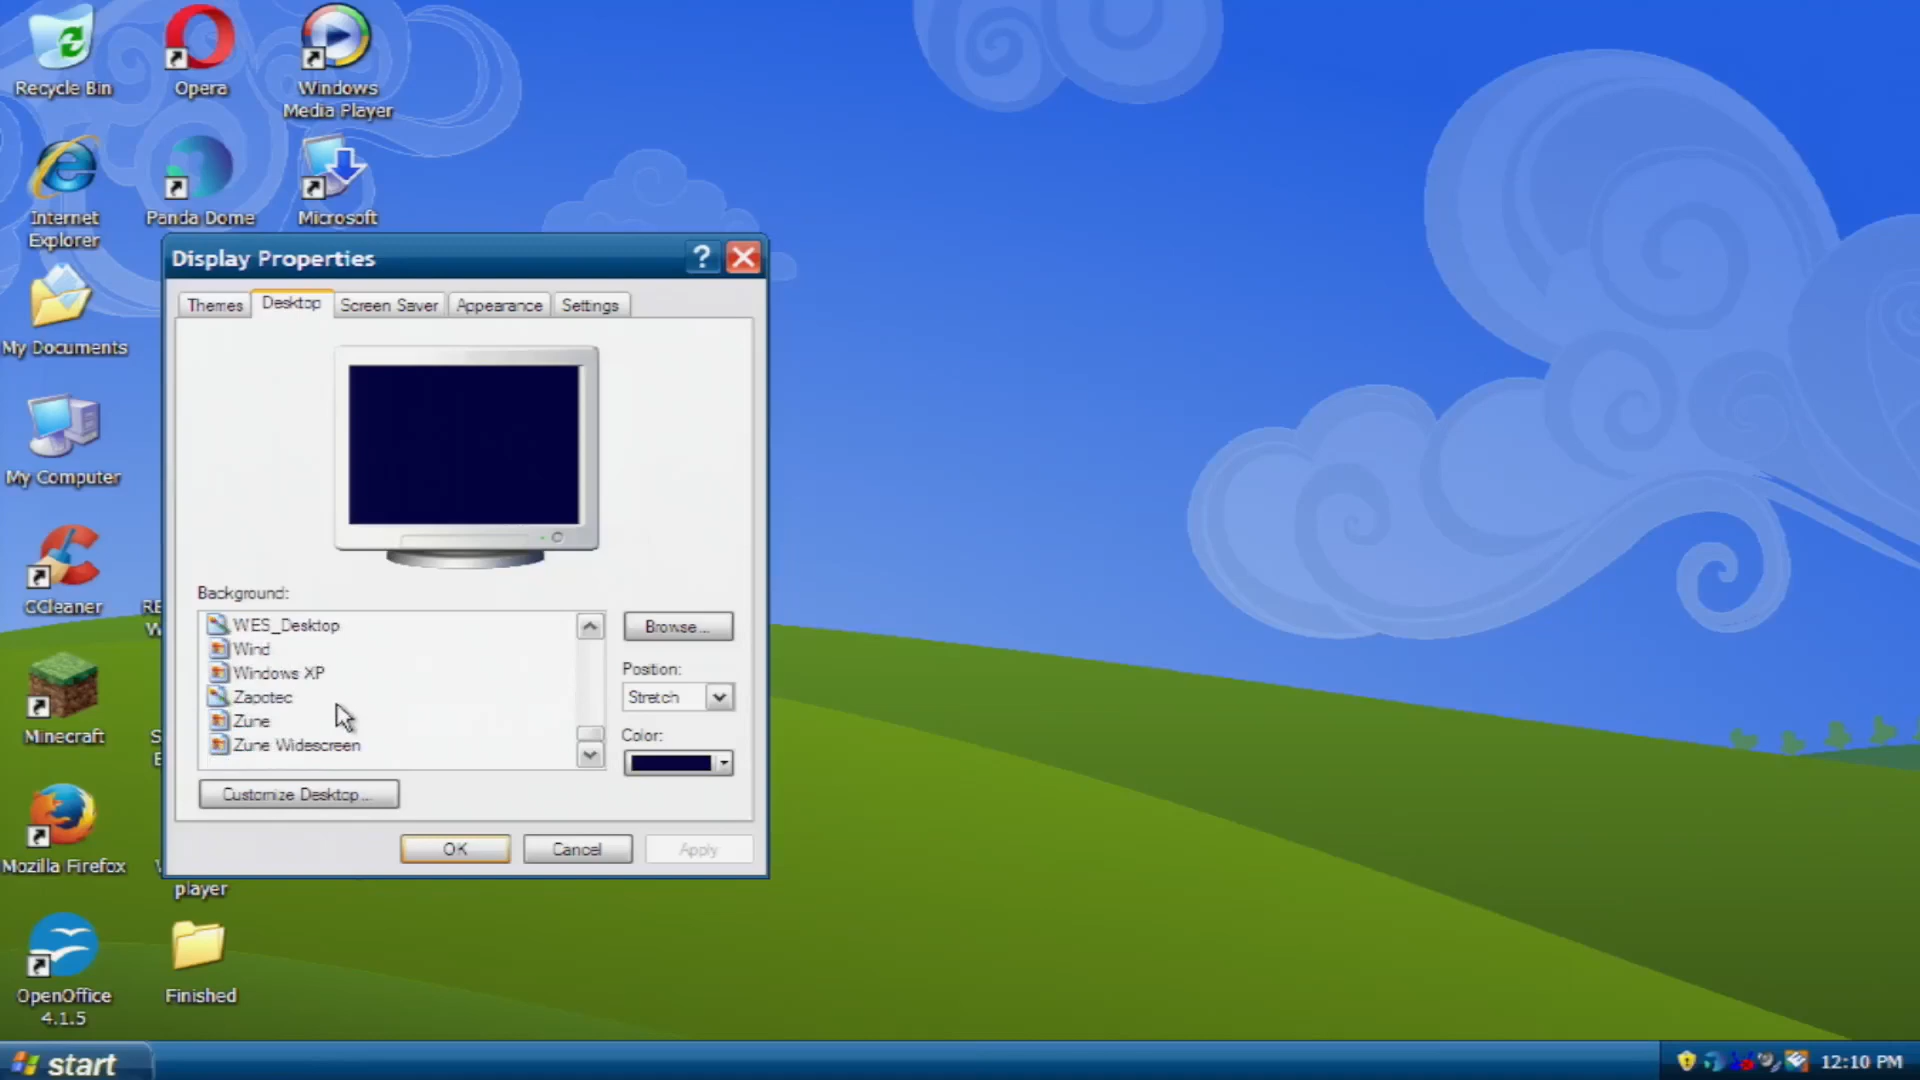 Recycle Bin
Opera
Windows
Media Player
Internet
Explorer
Panda Dome
Microsoft
My Documents
My Computer
CCleaner
RE
W
Minecraft
S
E
Mozilla Firefox
player
OpenOffice
4.1.5
Finished
Display Properties
?
Themes
Desktop
Screen Saver
Appearance
Settings
Background:
WES_Desktop
Wind
Windows XP
Zapotec
Zune
Zune Widescreen
Browse...
Position:
Stretch
Color:
Customize Desktop...
OK
Cancel
Apply
start
12:10 PM